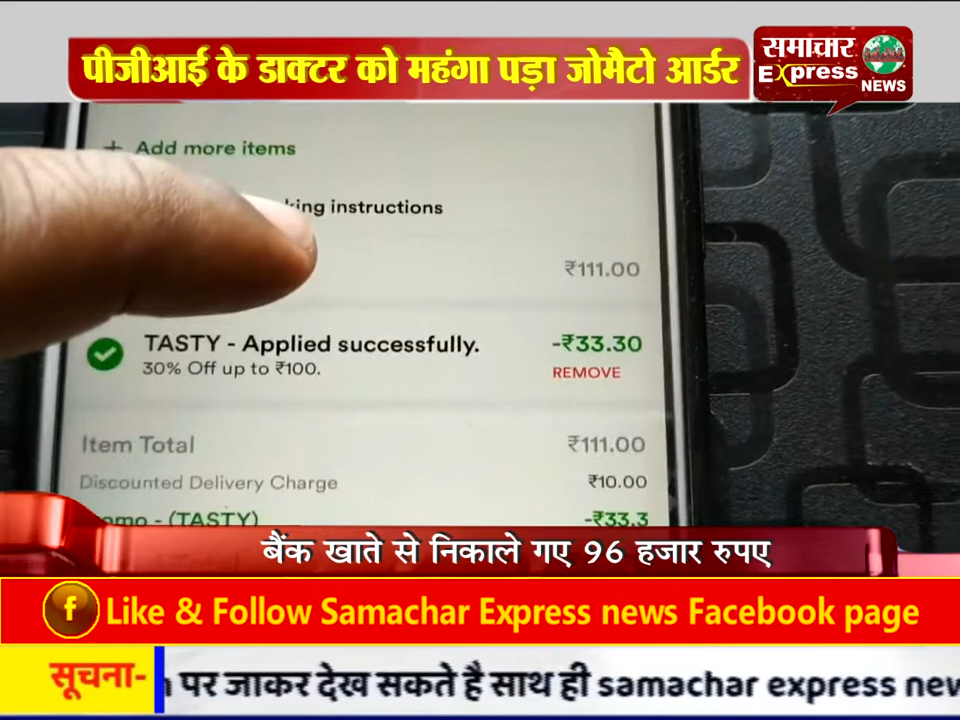 पीजीआई के डाक्टर को महंगा पड़ा जोमैटो आर्डर
समाचार
Express
NEWS
+ Add more items
king instructions
₹111.00
TASTY - Applied successfully. -₹33.30
30% Off up to ₹100. REMOVE
Item Total ₹111.00
Discounted Delivery Charge ₹10.00
omo - (TASTY) -₹33.3
बैंक खाते से निकाले गए 96 हजार रुपए
f Like & Follow Samachar Express news Facebook page
सूचना- पर जाकर देख सकते है साथ ही samachar express new